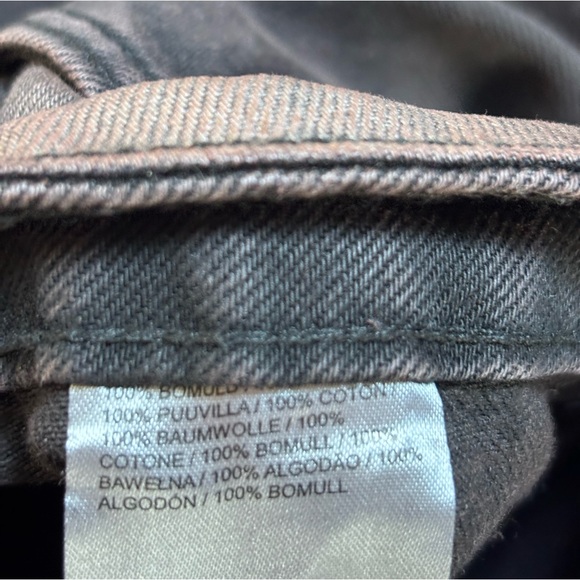 100% BOMULD /
100% PUUVILLA / 100% COTON /
100% BAUMWOLLE / 100%
COTONE / 100% BOMULL / 100%
BAWEŁNA / 100% ALGODÃO / 100%
ALGODÓN / 100% BOMULL